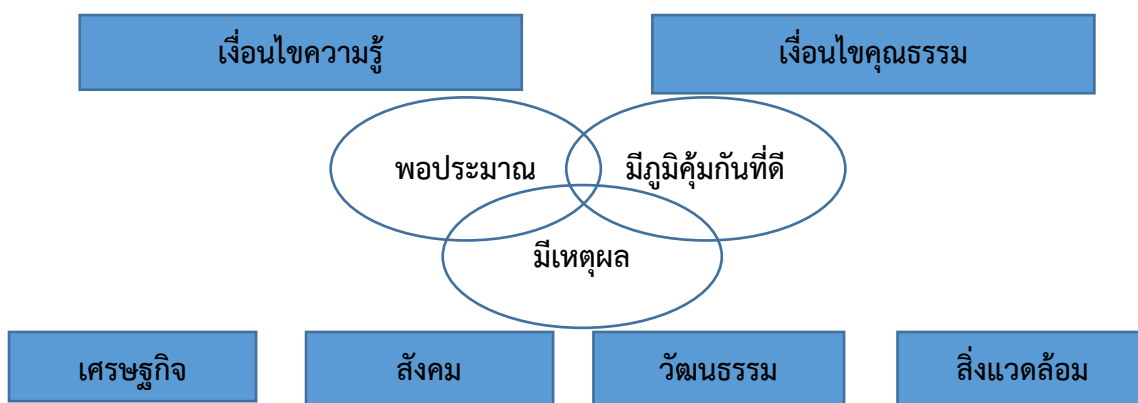 เงื่อนไขความรู้
เงื่อนไขคุณธรรม
พอประมาณ
มีภูมิคุ้มกันที่ดี
มีเหตุผล
เศรษฐกิจ
สังคม
วัฒนธรรม
สิ่งแวดล้อม